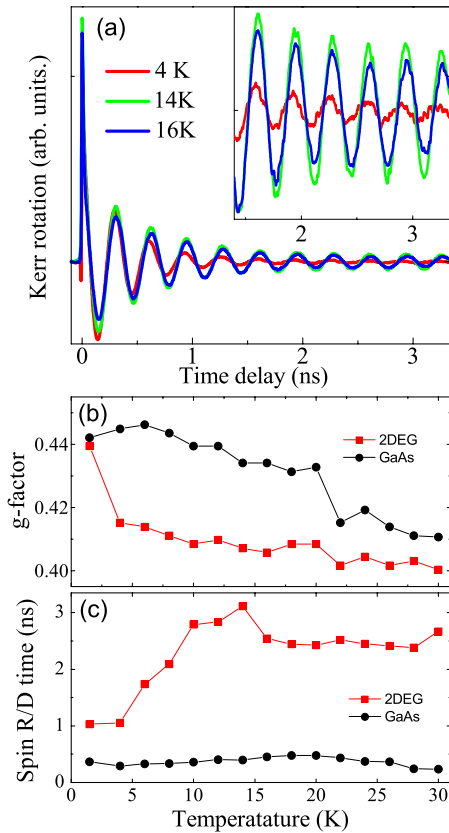 (a)
4 K
14K
16K
Kerr rotation (arb. units.)
2 3
0 1 2 3
Time delay (ns)
(b)
2DEG
GaAs
g-factor
0.44
0.42
0.40
(c)
2DEG
GaAs
Spin R/D time (ns)
3
2
1
0
0 5 10 15 20 25 30
Temperatature (K)